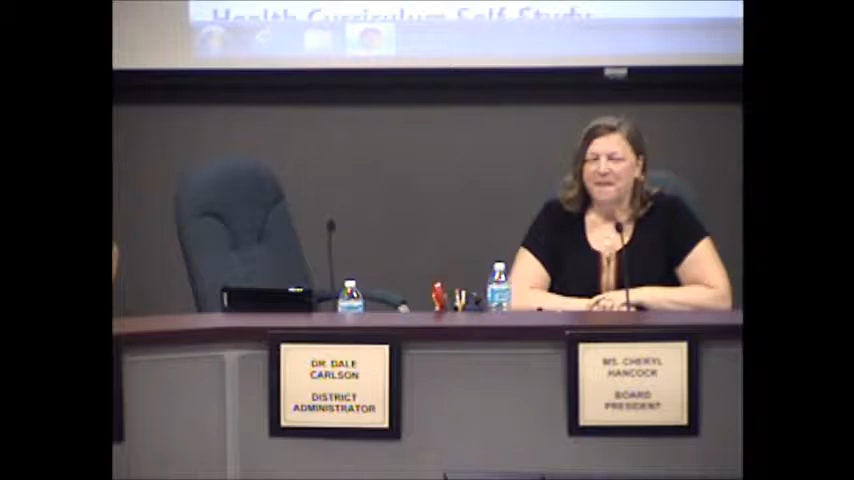 Health Curriculum Self-Study
DR. DALE
CARLSON
DISTRICT
ADMINISTRATOR
MS. CHERYL
HANCOCK
BOARD
PRESIDENT